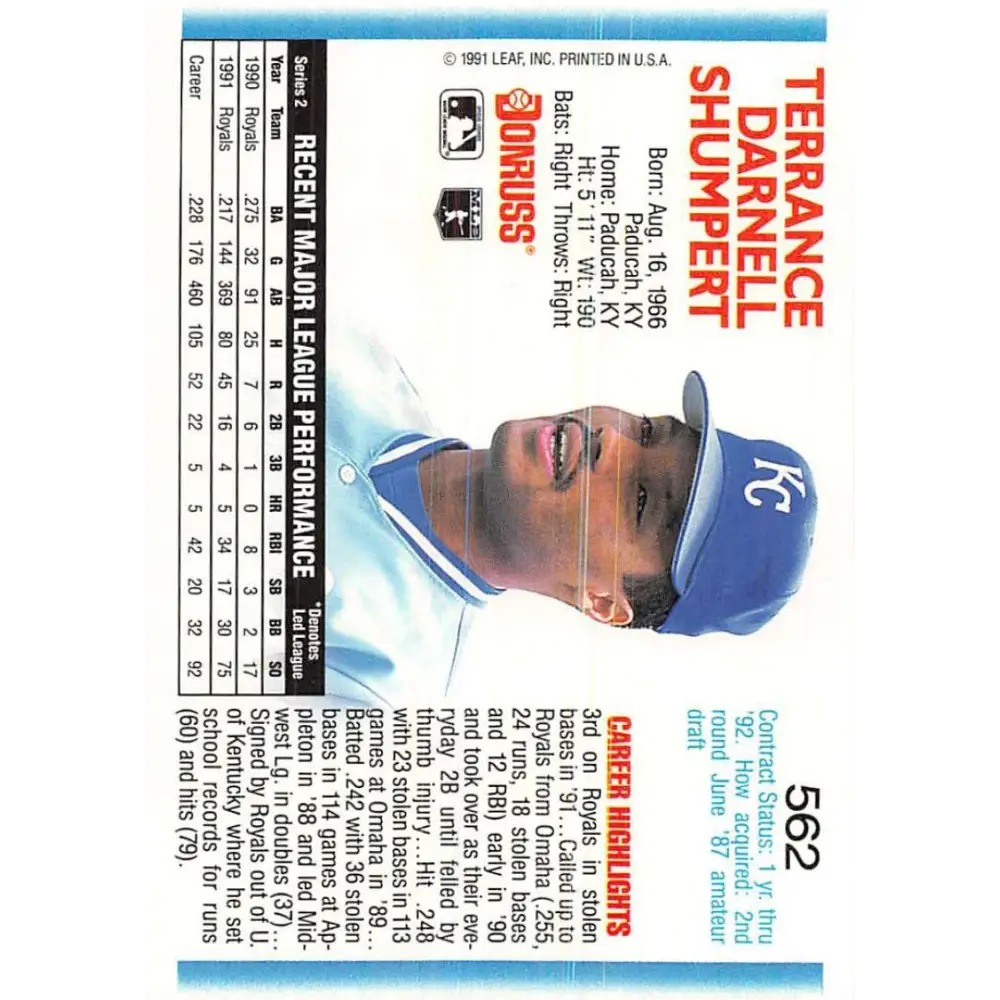 TERRANCE
DARNELL
SHUMPERT
Born: Aug. 16, 1966
Paducah, KY
Home: Paducah, KY
Ht: 5' 11" Wt: 190
Bats: Right Throws: Right
DONRUSS®
MLB
© 1991 LEAF, INC. PRINTED IN U.S.A.
KC
562
Contract Status: 1 yr. thru
'92. How acquired: 2nd
round June '87 amateur
draft
CAREER HIGHLIGHTS
3rd on Royals in stolen
bases in '91...Called up to
Royals from Omaha (.255,
24 runs, 18 stolen bases
and 12 RBI) early in '90
and took over as their eve-
ryday 2B until felled by
thumb injury...Hit .248
with 23 stolen bases in 113
games at Omaha in '89...
Batted .242 with 36 stolen
bases in 114 games at Ap-
pleton in '88 and led Mid-
west Lg. in doubles (37)...
Signed by Royals out of U.
of Kentucky where he set
school records for runs
(60) and hits (79).
Series 2 RECENT MAJOR LEAGUE PERFORMANCE *Denotes Led League
Year Team BA G AB H R 2B 3B HR RBI SB BB SO
1990 Royals .275 32 91 25 7 6 1 0 8 3 2 17
1991 Royals .217 144 369 80 45 16 4 5 34 17 30 75
Career .228 176 460 105 52 22 5 5 42 20 32 92